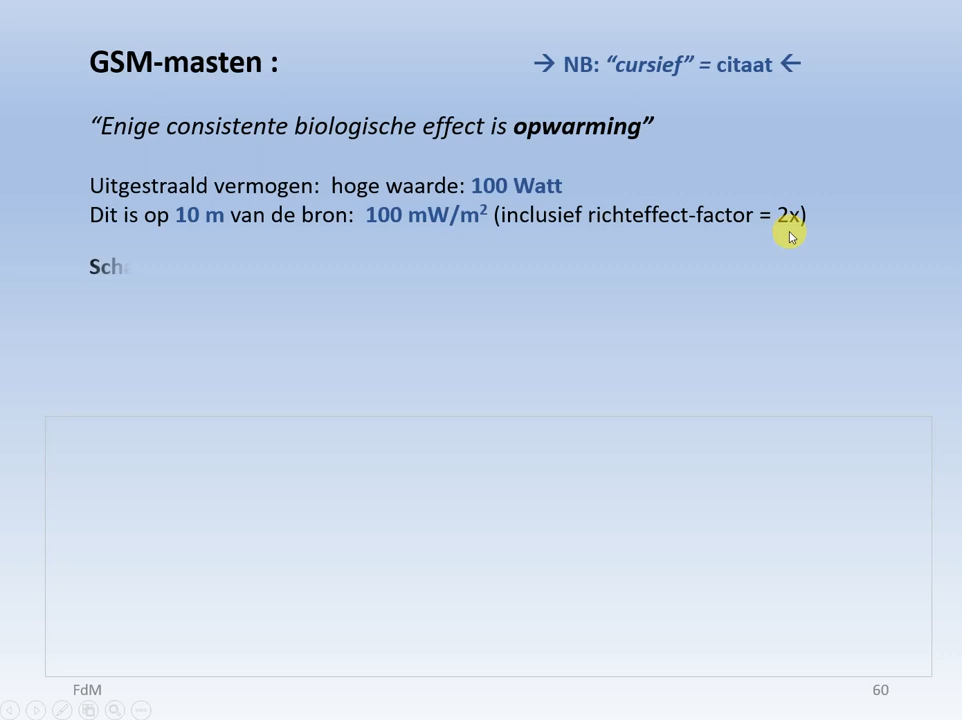 GSM-masten :
→ NB: “cursief” = citaat ←
“Enige consistente biologische effect is opwarming”
Uitgestraald vermogen: hoge waarde: 100 Watt
Dit is op 10 m van de bron: 100 mW/m² (inclusief richteffect-factor = 2x)
FdM
60